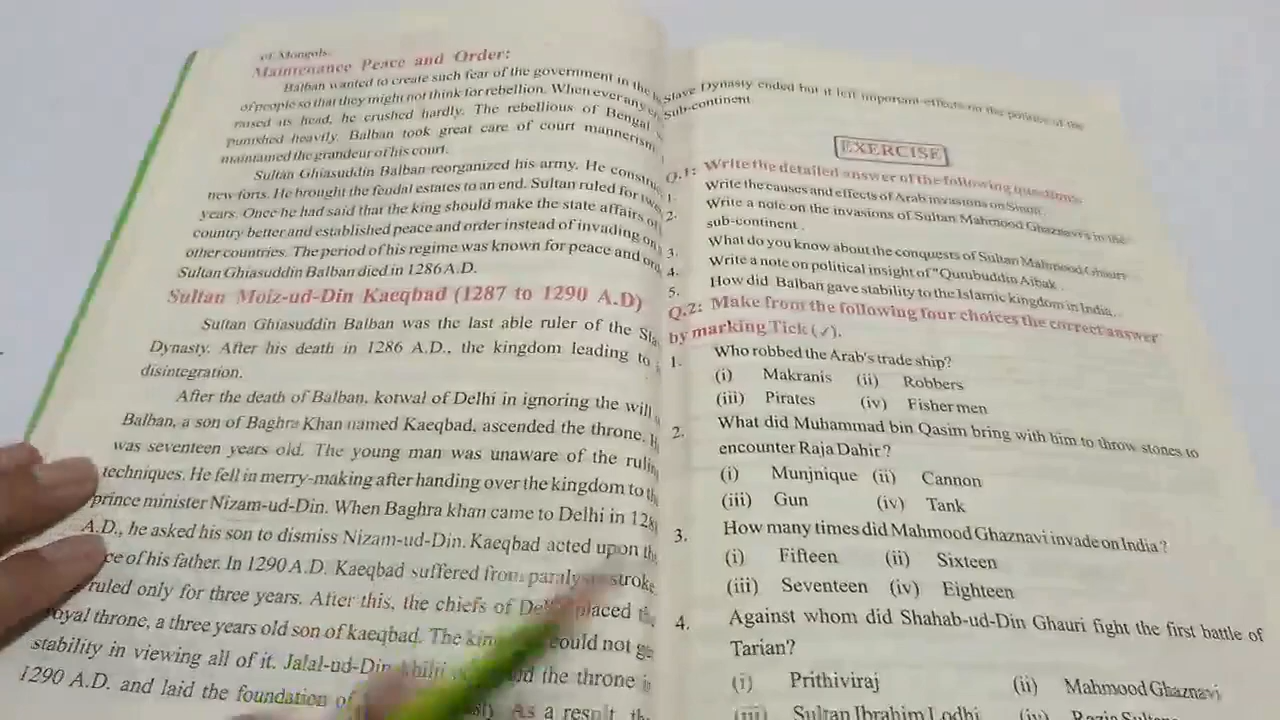 of Mongols.
Maintenance Peace and Order:
Balban wanted to create such fear of the government in the
of people so that they might not think for rebellion. When ever any
raised its head, he crushed hardly. The rebellious of Bengal
punished heavily. Balban took great care of court mannerism
maintained the grandeur of his court.
Sultan Ghiasuddin Balban reorganized his army. He constru
new forts. He brought the feudal estates to an end. Sultan ruled for
years. Once he had said that the king should make the state affairs of
country better and established peace and order instead of invading on
other countries. The period of his regime was known for peace and
Sultan Ghiasuddin Balban died in 1286 A.D.
Sultan Moiz-ud-Din Kaeqbad (1287 to 1290 A.D)
Sultan Ghiasuddin Balban was the last able ruler of the Sla
Dynasty. After his death in 1286 A.D., the kingdom leading to
disintegration.
After the death of Balban, kotwal of Delhi in ignoring the will
Balban, a son of Baghra Khan named Kaeqbad, ascended the throne.
was seventeen years old. The young man was unaware of the rulin
techniques. He fell in merry-making after handing over the kingdom to
prince minister Nizam-ud-Din. When Baghra khan came to Delhi in 128
A.D., he asked his son to dismiss Nizam-ud-Din. Kaeqbad acted upon
ce of his father. In 1290 A.D. Kaeqbad suffered from stroke
ruled only for three years. After this, the chiefs of placed
royal throne, a three years old son of kaeqbad. The could not
stability in viewing all of it. Jalal-ud-Din khilji the throne
1290 A.D. and laid the foundation of As a result
Slave Dynasty ended but it left important effects on the politics of the
Sub-continent
EXERCISE
Q.1: Write the detailed answer of the following questions.
1. Write the causes and effects of Arab invasions on Sindh.
2. Write a note on the invasions of Sultan Mahmood Ghaznavi's in the
sub-continent.
3. What do you know about the conquests of Sultan Mahmood Ghauri
4. Write a note on political insight of "Qutubuddin Aibak.
5. How did Balban gave stability to the Islamic kingdom in India.
Q.2: Make from the following four choices the correct answer
by marking Tick (✓).
1. Who robbed the Arab's trade ship?
(i) Makranis (ii) Robbers
(iii) Pirates (iv) Fisher men
2. What did Muhammad bin Qasim bring with him to throw stones to
encounter Raja Dahir?
(i) Munjnique (ii) Cannon
(iii) Gun (iv) Tank
3. How many times did Mahmood Ghaznavi invade on India?
(i) Fifteen (ii) Sixteen
(iii) Seventeen (iv) Eighteen
4. Against whom did Shahab-ud-Din Ghauri fight the first battle of
Tarian?
(i) Prithiviraj (ii) Mahmood Ghaznavi
(iii) Sultan Ibrahim Lodhi (iv) Razia Sultana